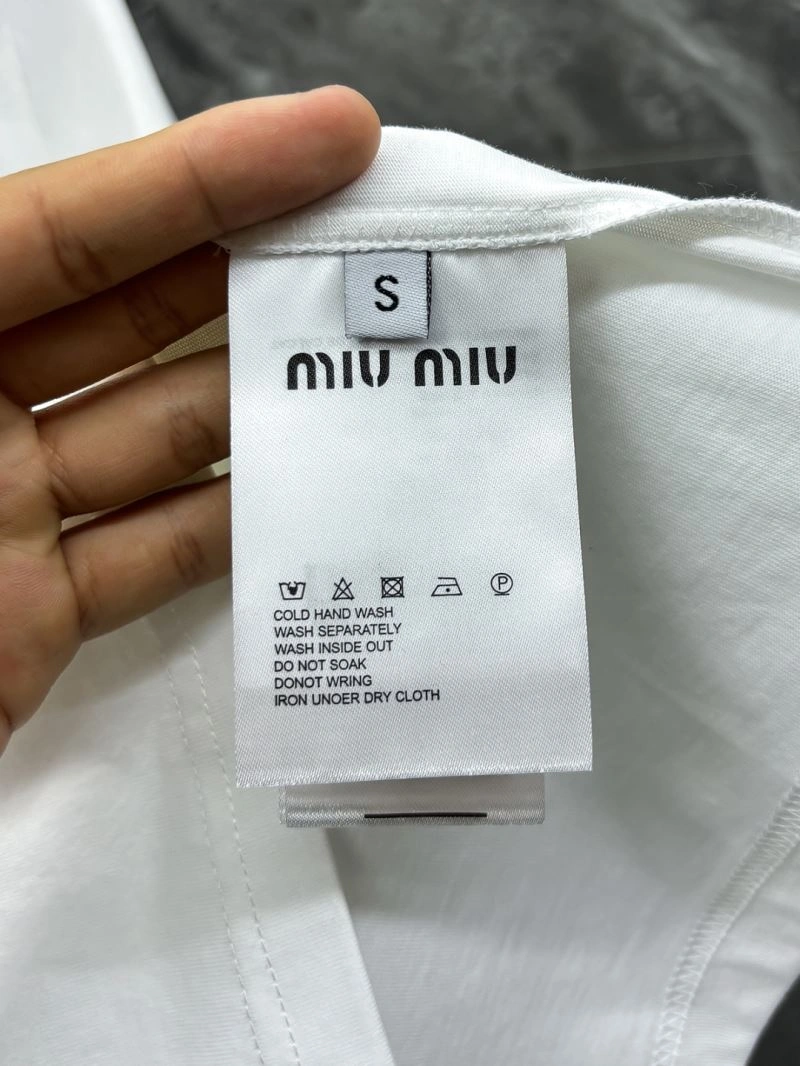 S
miu miu
P
COLD HAND WASH
WASH SEPARATELY
WASH INSIDE OUT
DO NOT SOAK
DONOT WRING
IRON UNOER DRY CLOTH